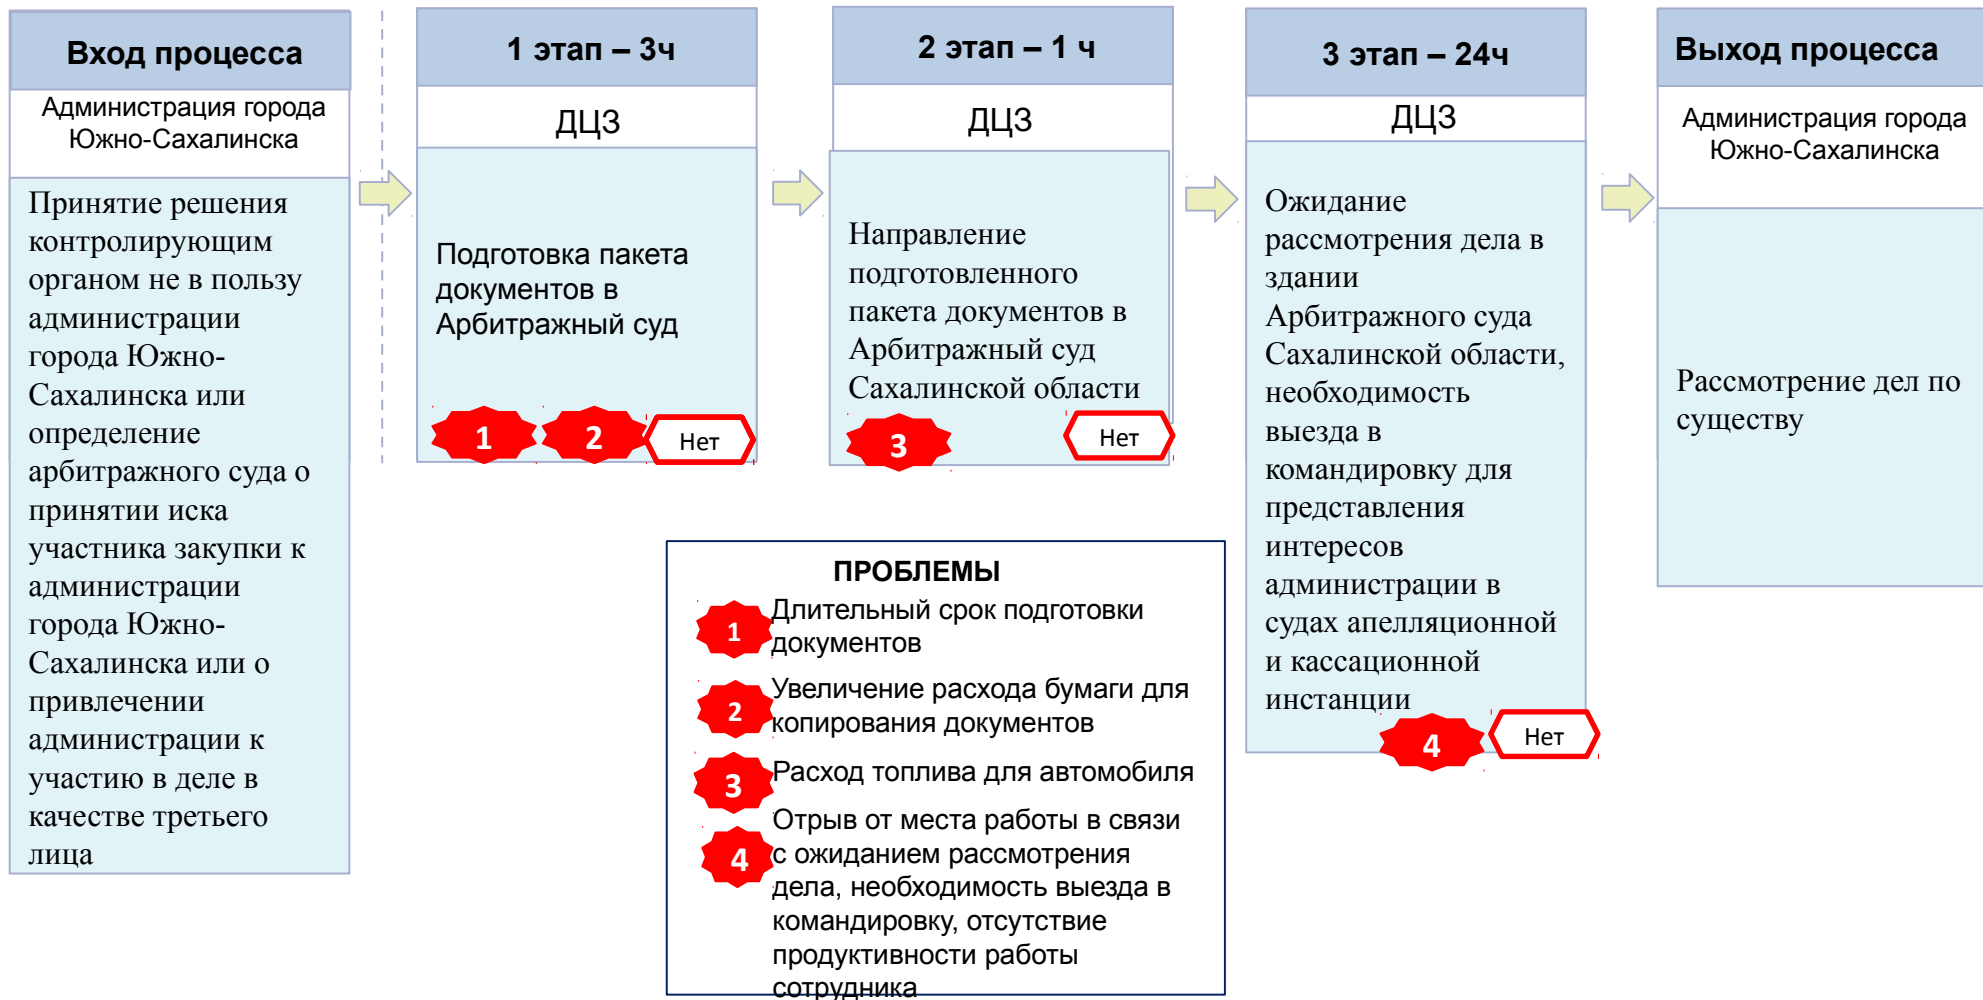 Вход процесса
Администрация города
Южно-Сахалинска
Принятие решения
контролирующим
органом не в пользу
администрации
города Южно-
Сахалинска или
определение
арбитражного суда о
принятии иска
участника закупки к
администрации
города Южно-
Сахалинска или о
привлечении
администрации к
участию в деле в
качестве третьего
лица
1 этап – 3ч
ДЦЗ
Подготовка пакета
документов в
Арбитражный суд
1
2
Нет
2 этап – 1 ч
ДЦЗ
Направление
подготовленного
пакета документов в
Арбитражный суд
Сахалинской области
3
Нет
3 этап – 24ч
ДЦЗ
Ожидание
рассмотрения дела в
здании
Арбитражного суда
Сахалинской области,
необходимость
выезда в
командировку для
представления
интересов
администрации в
судах апелляционной
и кассационной
инстанции
4
Нет
Выход процесса
Администрация города
Южно-Сахалинска
Рассмотрение дел по
существу
ПРОБЛЕМЫ
1
Длительный срок подготовки
документов
2
Увеличение расхода бумаги для
копирования документов
3
Расход топлива для автомобиля
4
Отрыв от места работы в связи
с ожиданием рассмотрения
дела, необходимость выезда в
командировку, отсутствие
продуктивности работы
сотрудника